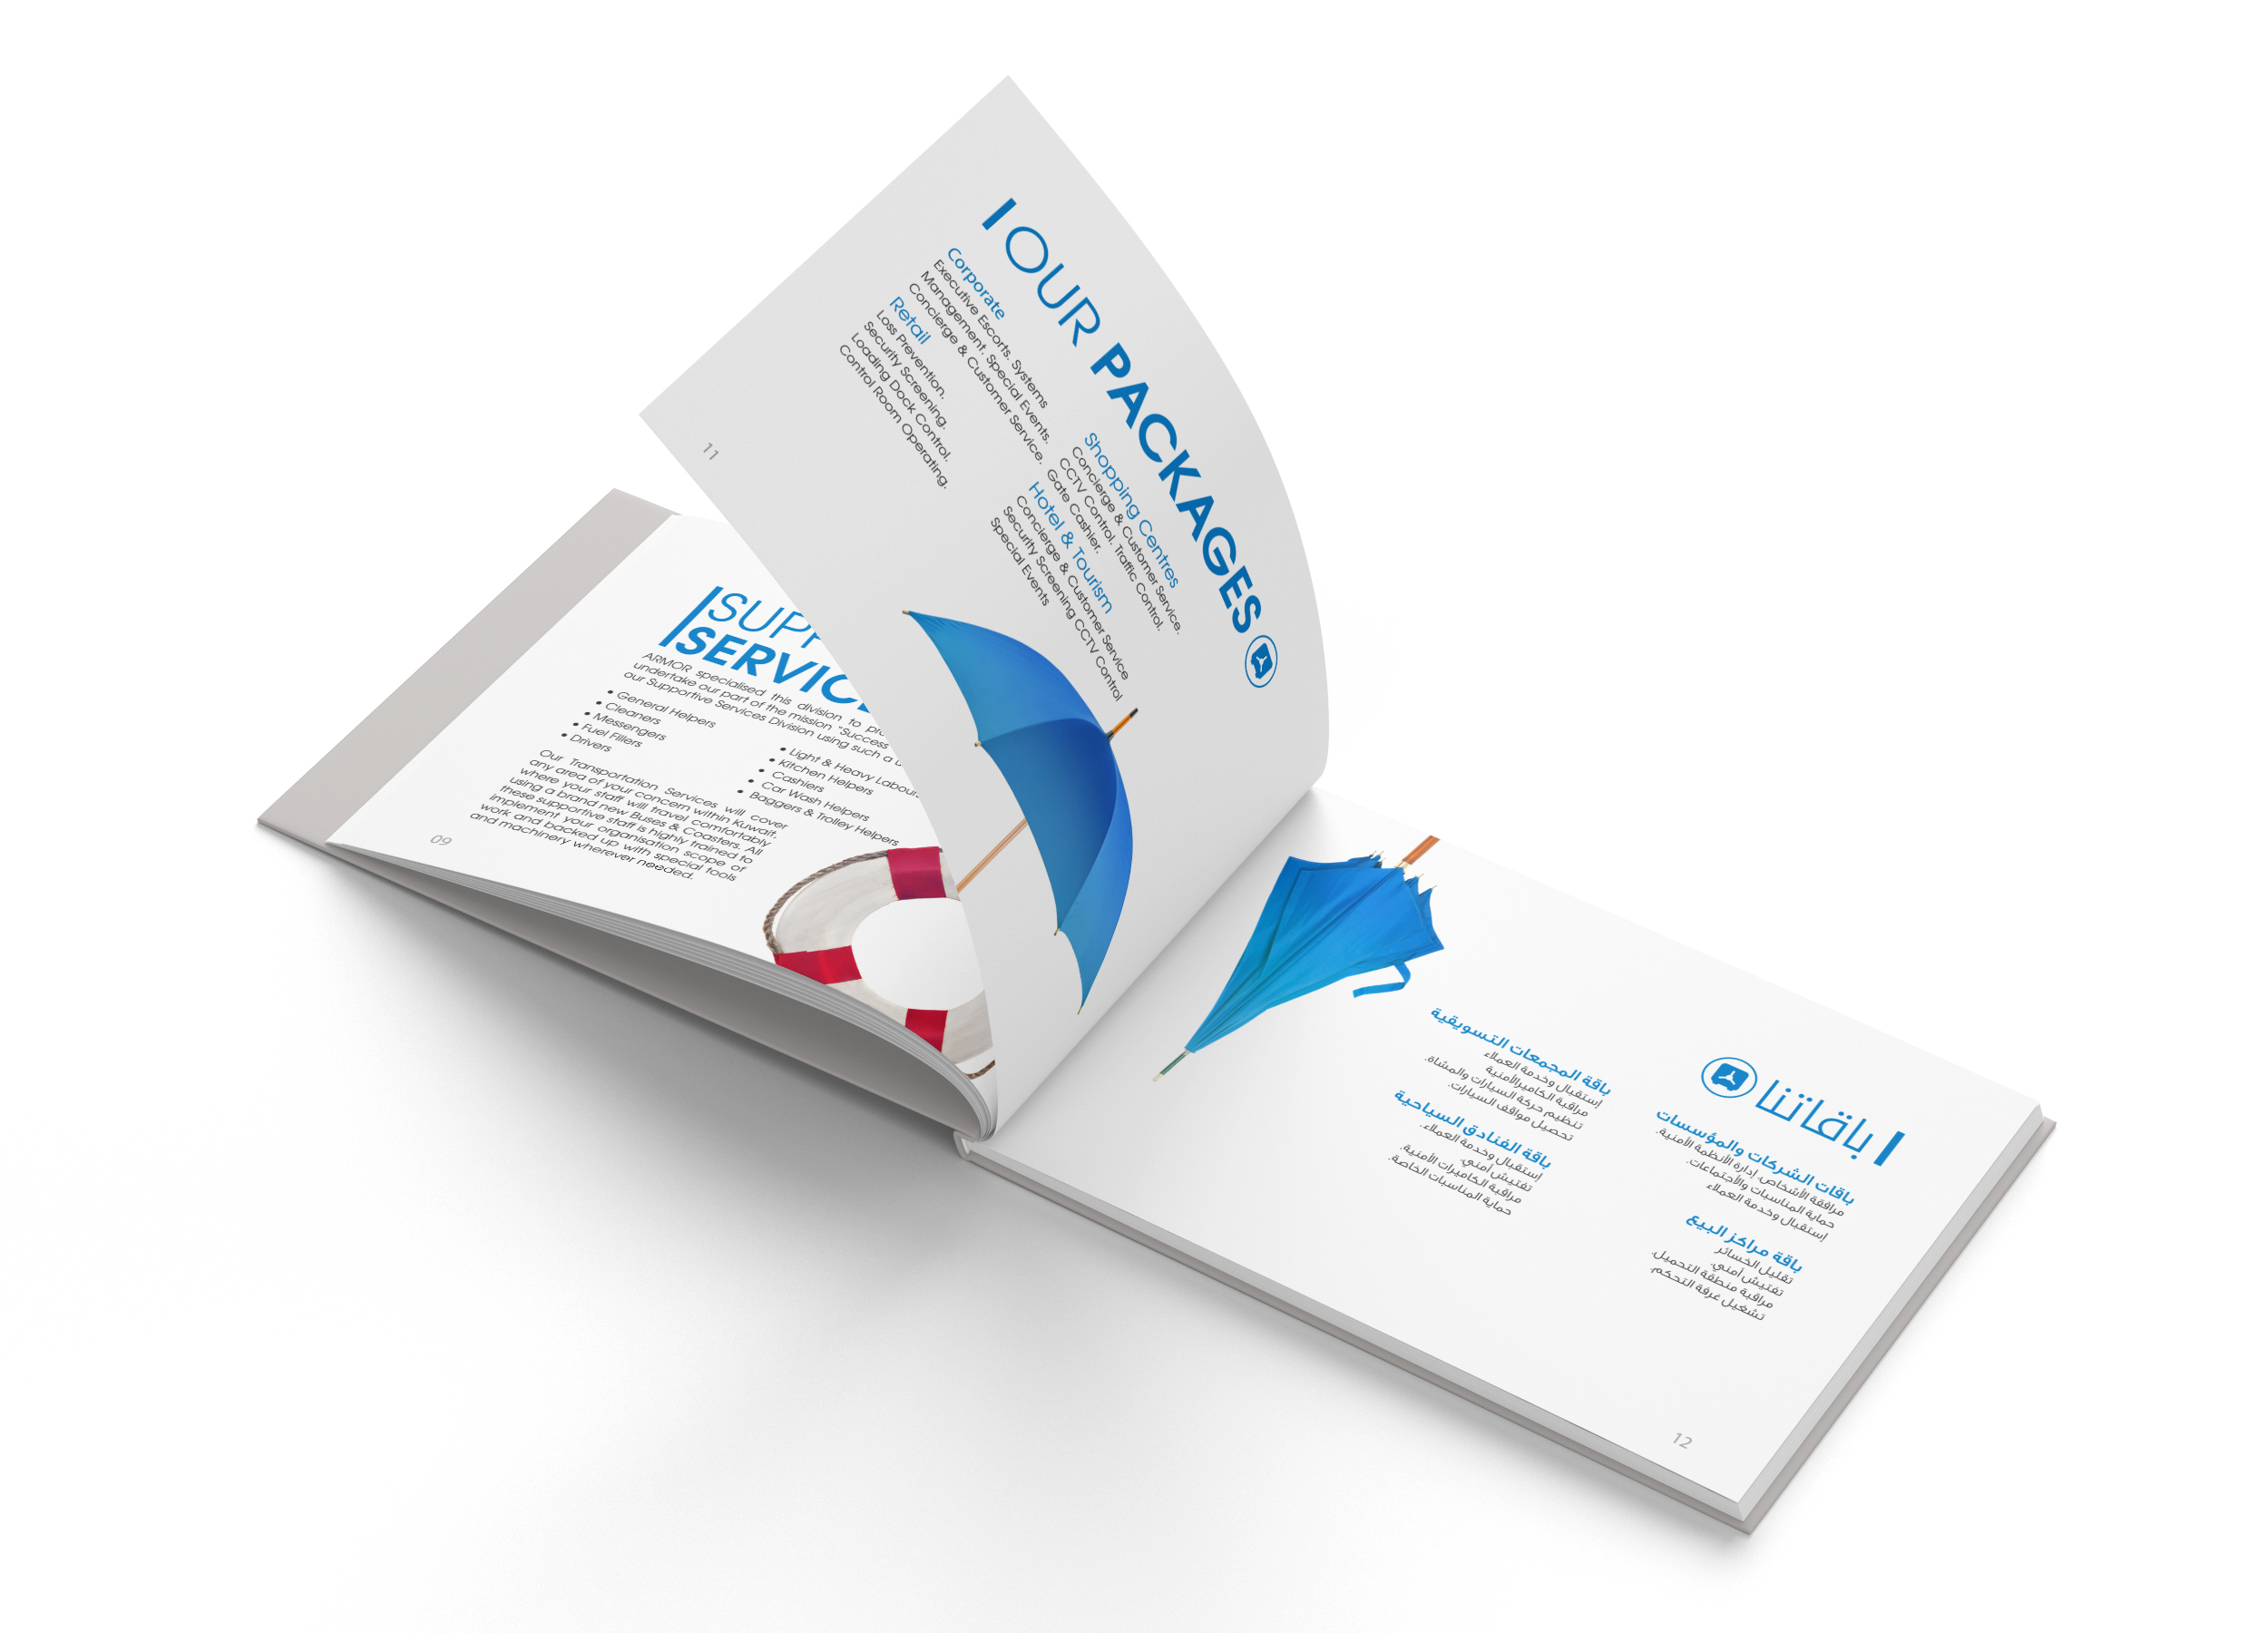 SUPP
SERVIC
ARMOR specialised this division to
undertake our part of the mission "Success
our Supportive Services Division using such a
• General Helpers
• Cleaners
• Messengers
• Fuel Fillers
• Drivers
• Light & Heavy Labou
• Kitchen Helpers
• Cashiers
• Car Wash Helpers
• Baggers & Trolley Helpers
Our Transportation Services will cover
any area of your concern within Kuwait.
where your staff will travel comfortably
using a brand new Buses & Coasters. All
these supportive staff is highly trained to
implement your organisation scope of
work and backed up with special tools
and machinery wherever needed.
09
OUR PACKAGES
Corporate
Executive Escorts. Systems
Management. Special Events.
Concierge & Customer Service.
Retail
Loss Prevention.
Security Screening.
Loading Dock Control.
Control Room Operating.
Shopping Centres
Concierge & Customer Service.
CCTV Control. Traffic Control.
Gate Cashier.
Hotel & Tourism
Concierge & Customer Service
Security Screening CCTV Control
Special Events
11
باقاتنا
باقات الشركات والمؤسسات
مرافقة الأشخاص. إدارة الأنظمة الأمنية.
حماية المناسبات والأجتماعات.
إستقبال وخدمة العملاء
باقة مراكز البيع
تقليل الخسائر
تفتيش أمني.
مراقبة منطقة التحميل.
تشغيل غرفة التحكم.
باقة المجمعات التسويقية
إستقبال وخدمة العملاء
مراقبة الكاميرالأمنية
تنظيم حركة السيارات والمشاة.
تحصيل مواقف السيارات.
باقة الفنادق السياحية
إستقبال وخدمة العملاء.
تفتيش أمني.
مراقبة الكاميرات الأمنية.
حماية المناسبات الخاصة.
12